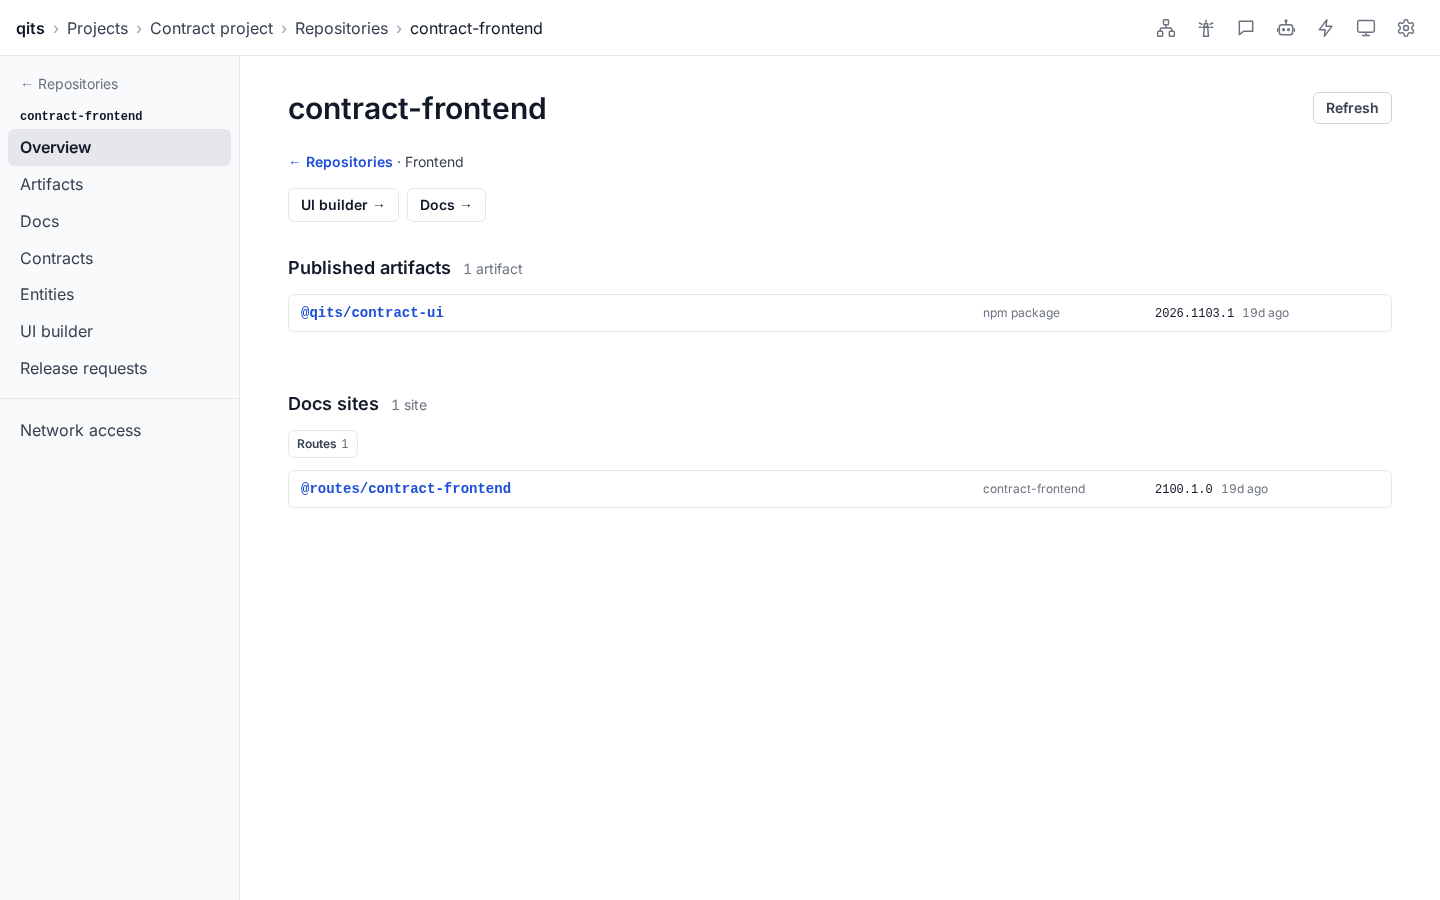 qits › Projects › Contract project › Repositories › contract-frontend
← Repositories
contract-frontend
Overview
Artifacts
Docs
Contracts
Entities
UI builder
Release requests
Network access
contract-frontend
Refresh
← Repositories · Frontend
UI builder → Docs →
Published artifacts 1 artifact
@qits/contract-ui npm package 2026.1103.1 19d ago
Docs sites 1 site
Routes 1
@routes/contract-frontend contract-frontend 2100.1.0 19d ago